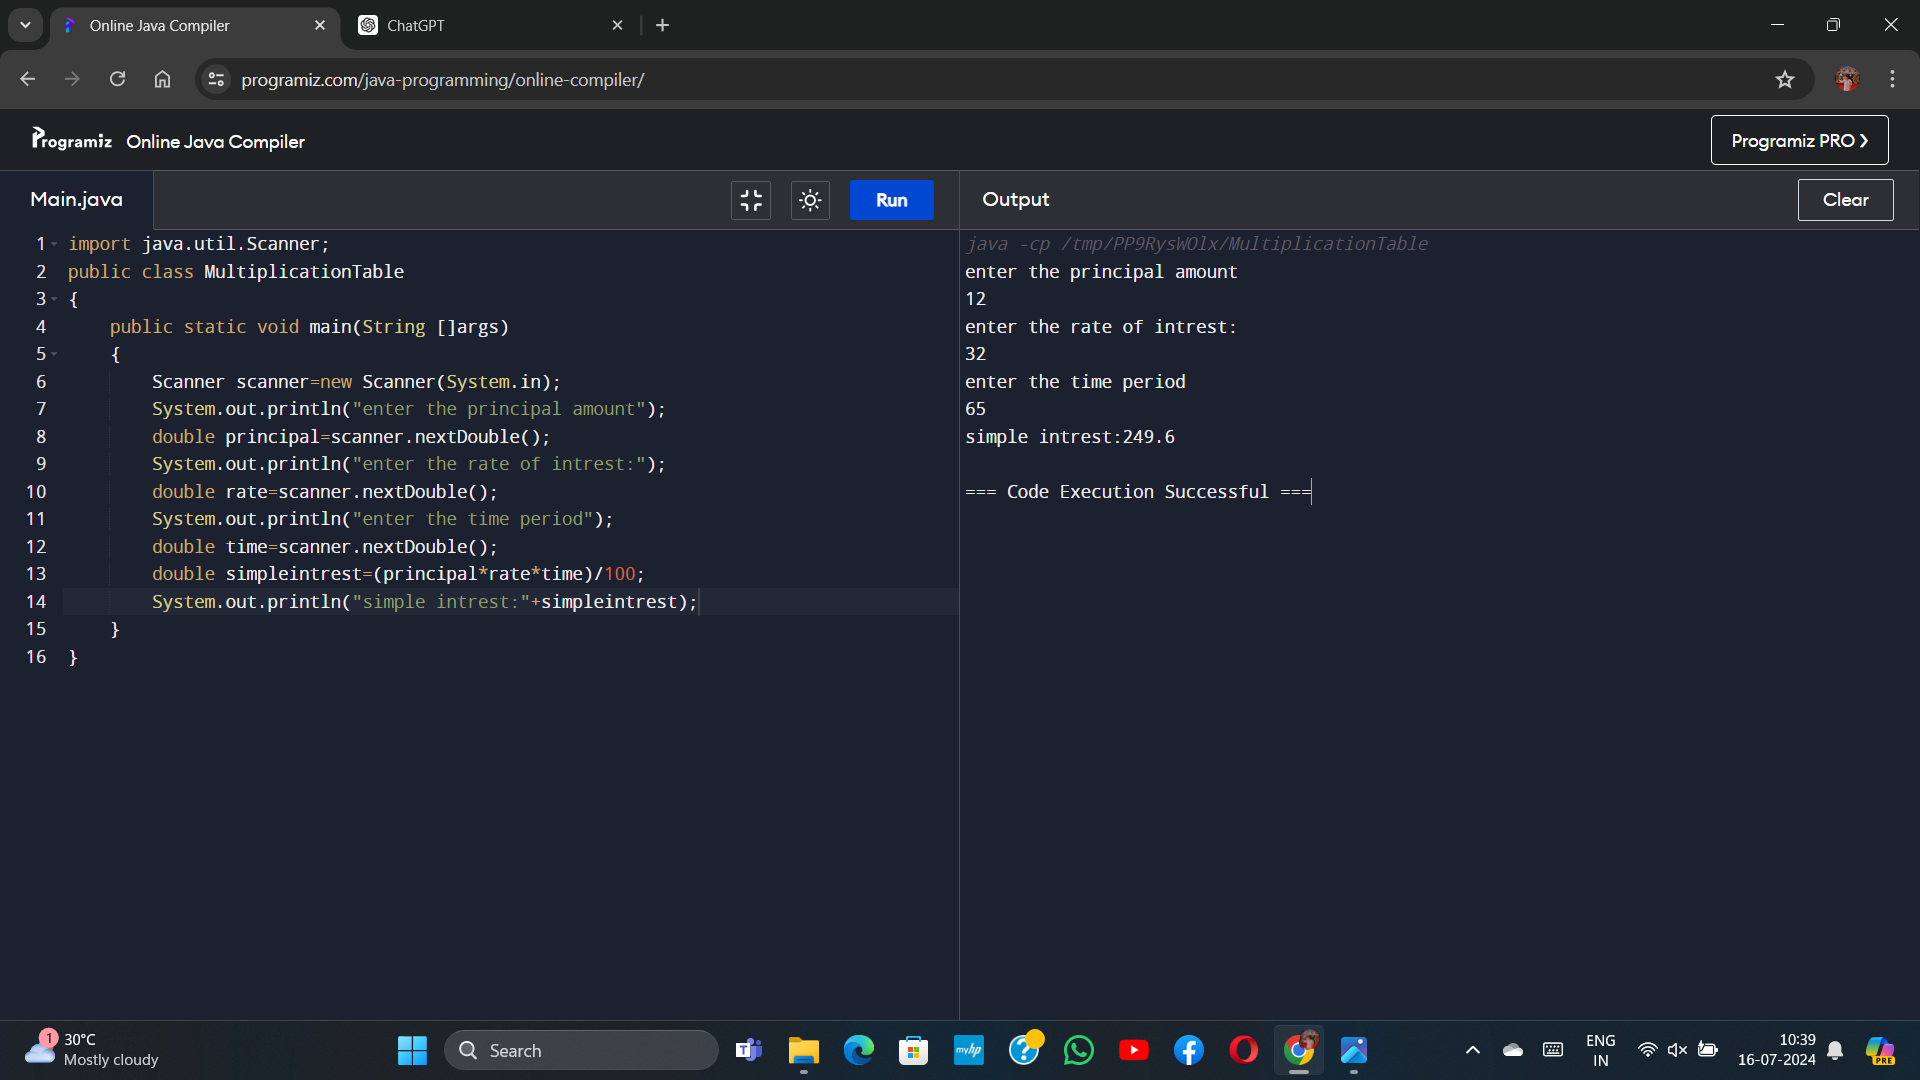 Online Java Compiler
ChatGPT
programiz.com/java-programming/online-compiler/
Programiz Online Java Compiler
Programiz PRO
Main.java
Run
Output
Clear
1 import java.util.Scanner;
2 public class MultiplicationTable
3 {
4 public static void main(String []args)
5 {
6 Scanner scanner=new Scanner(System.in);
7 System.out.println("enter the principal amount");
8 double principal=scanner.nextDouble();
9 System.out.println("enter the rate of intrest:");
10 double rate=scanner.nextDouble();
11 System.out.println("enter the time period");
12 double time=scanner.nextDouble();
13 double simpleintrest=(principal*rate*time)/100;
14 System.out.println("simple intrest:"+simpleintrest);
15 }
16 }
java -cp /tmp/PP9RysWOlx/MultiplicationTable
enter the principal amount
12
enter the rate of intrest:
32
enter the time period
65
simple intrest:249.6
=== Code Execution Successful ===
1
30°C
Mostly cloudy
Search
myhp
ENG
IN
10:39
16-07-2024
PRE